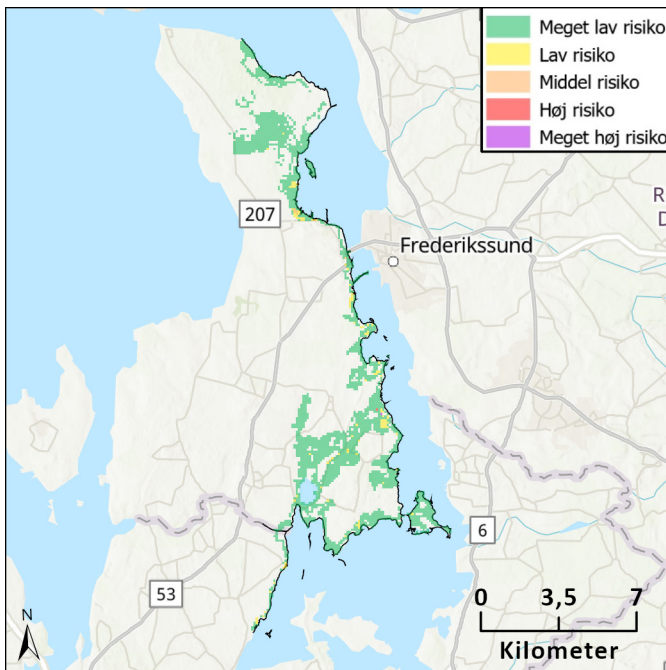 Meget lav risiko
Lav risiko
Middel risiko
Høj risiko
Meget høj risiko
R
D
207
Frederikssund
6
53
N
0 3,5 7
Kilometer